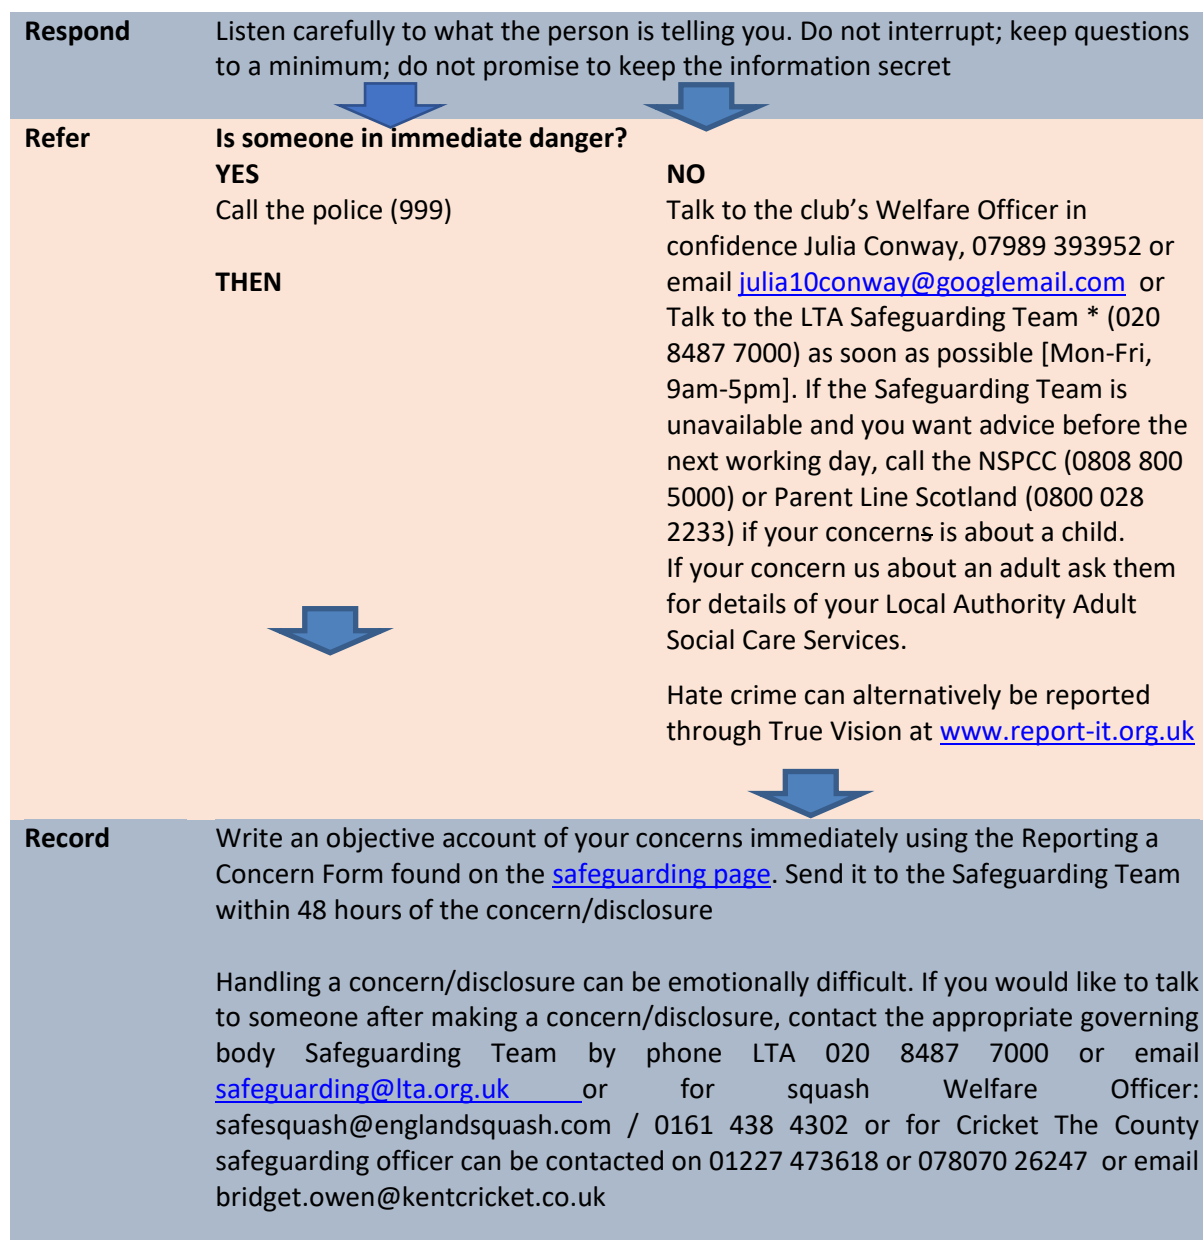 Respond
Listen carefully to what the person is telling you. Do not interrupt; keep questions
to a minimum; do not promise to keep the information secret
Refer
Is someone in immediate danger?
YES
Call the police (999)
THEN
NO
Talk to the club’s Welfare Officer in
confidence Julia Conway, 07989 393952 or
email julia10conway@googlemail.com or
Talk to the LTA Safeguarding Team * (020
8487 7000) as soon as possible [Mon-Fri,
9am-5pm]. If the Safeguarding Team is
unavailable and you want advice before the
next working day, call the NSPCC (0808 800
5000) or Parent Line Scotland (0800 028
2233) if your concerns is about a child.
If your concern us about an adult ask them
for details of your Local Authority Adult
Social Care Services.
Hate crime can alternatively be reported
through True Vision at www.report-it.org.uk
Record
Write an objective account of your concerns immediately using the Reporting a
Concern Form found on the safeguarding page. Send it to the Safeguarding Team
within 48 hours of the concern/disclosure
Handling a concern/disclosure can be emotionally difficult. If you would like to talk
to someone after making a concern/disclosure, contact the appropriate governing
body Safeguarding Team by phone LTA 020 8487 7000 or email
safeguarding@lta.org.uk or for squash Welfare Officer:
safesquash@englandsquash.com / 0161 438 4302 or for Cricket The County
safeguarding officer can be contacted on 01227 473618 or 078070 26247 or email
bridget.owen@kentcricket.co.uk